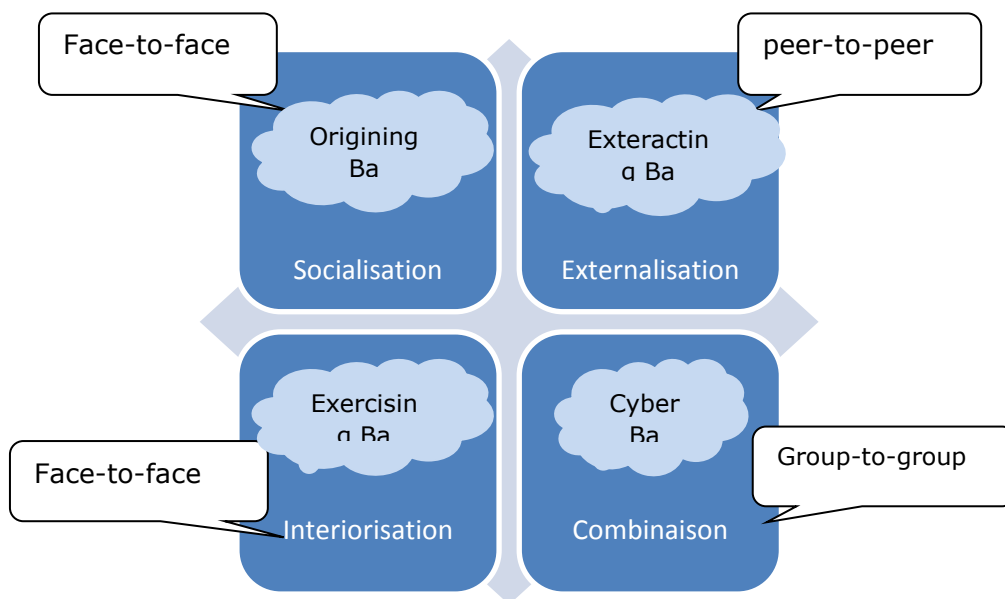 Face-to-face
peer-to-peer
Origining
Ba
Exteractin
g Ba
Socialisation
Externalisation
Exercisin
g Ba
Cyber
Ba
Face-to-face
Group-to-group
Interiorisation
Combinaison